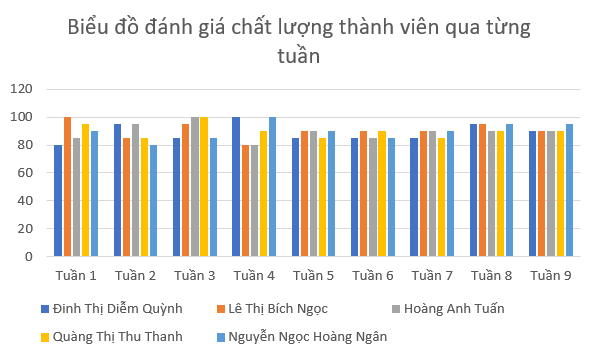 Biểu đồ đánh giá chất lượng thành viên qua từng
tuần
120
100
80
60
40
20
0
Tuần 1 Tuần 2 Tuần 3 Tuần 4 Tuần 5 Tuần 6 Tuần 7 Tuần 8 Tuần 9
Đinh Thị Diễm Quỳnh Lê Thị Bích Ngọc Hoàng Anh Tuấn
Quàng Thị Thu Thanh Nguyễn Ngọc Hoàng Ngân